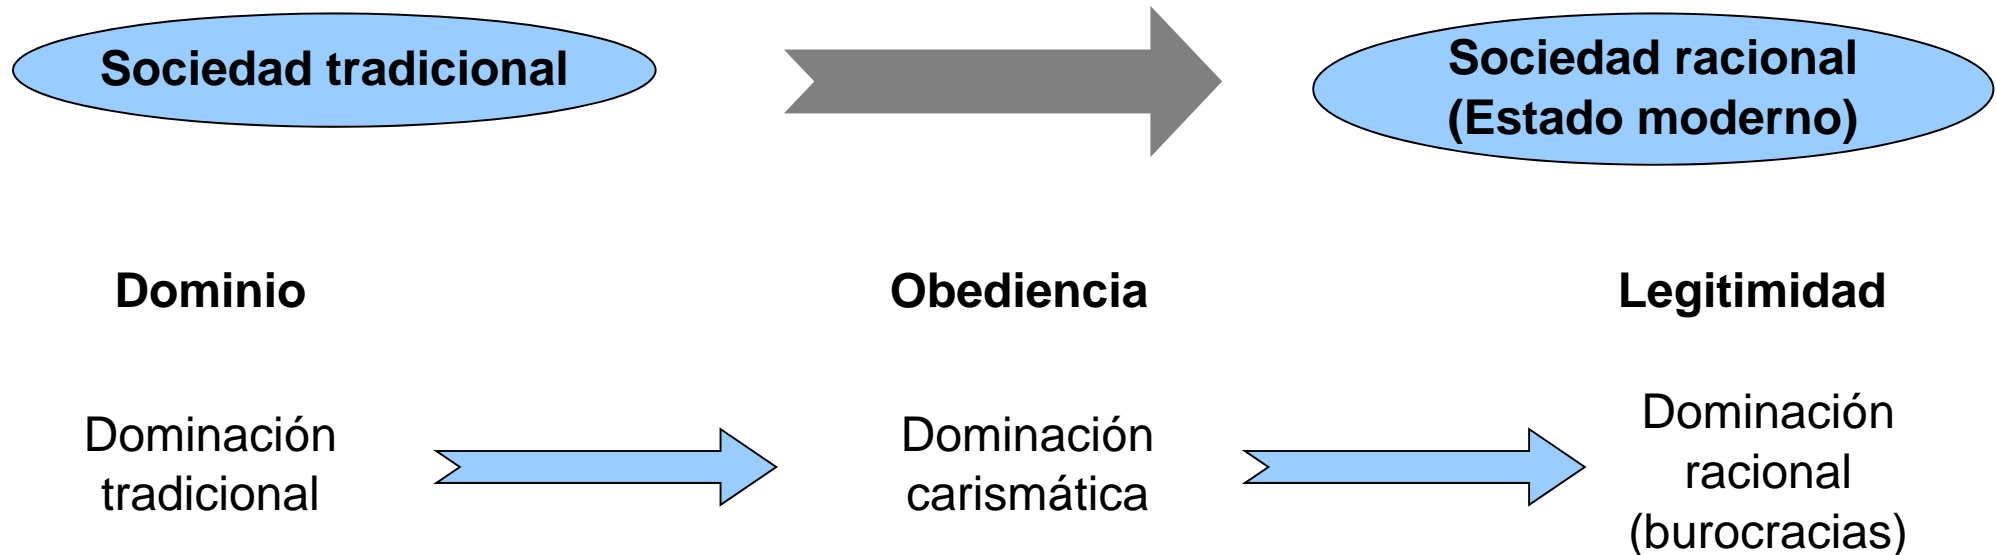 Sociedad tradicional
Sociedad racional
(Estado moderno)
Dominio
Obediencia
Legitimidad
Dominación
tradicional
Dominación
carismática
Dominación
racional
(burocracias)